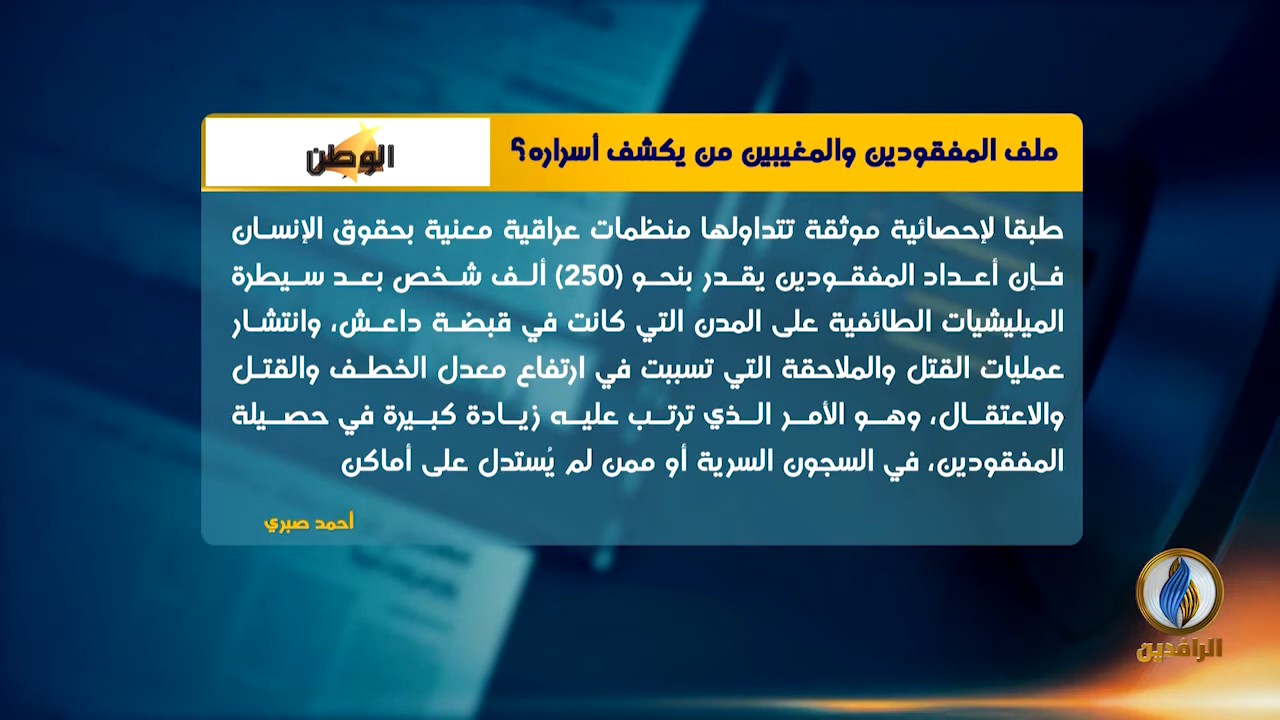 ملف المفقودين والمغيبين من يكشف أسراره؟
الوطن
طبقا لإحصائية موثقة تتداولها منظمات عراقية معنية بحقوق الإنسان
فإن أعداد المفقودين يقدر بنحو (250) ألف شخص بعد سيطرة
الميليشيات الطائفية على المدن التي كانت في قبضة داعش، وانتشار
عمليات القتل والملاحقة التي تسببت في ارتفاع معدل الخطف والقتل
والاعتقال، وهو الأمر الذي ترتب عليه زيادة كبيرة في حصيلة
المفقودين، في السجون السرية أو ممن لم يُستدل على أماكن
أحمد صبري
الرافدين